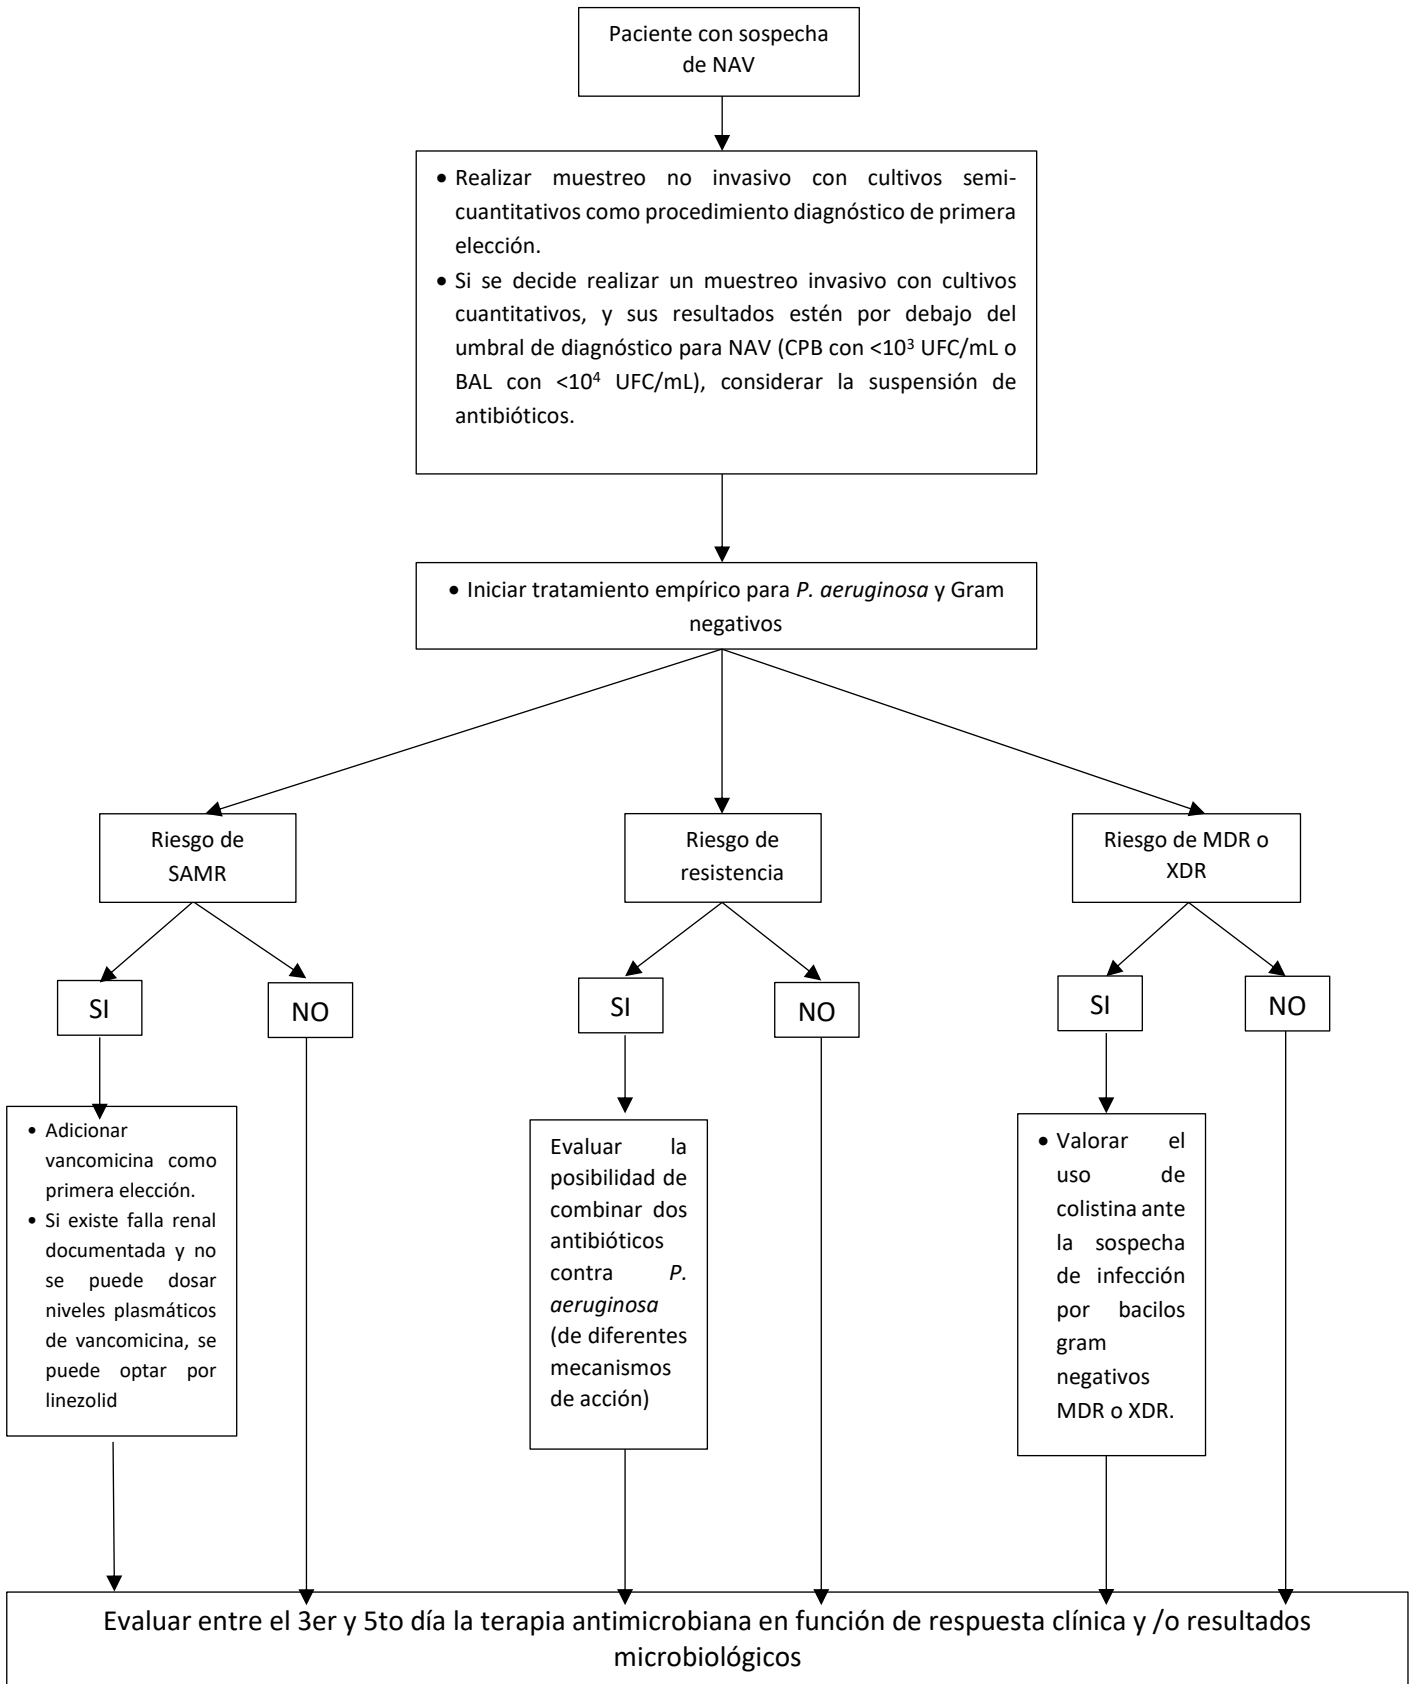 Paciente con sospecha
de NAV
• Realizar muestreo no invasivo con cultivos semi-
cuantitativos como procedimiento diagnóstico de primera
elección.
• Si se decide realizar un muestreo invasivo con cultivos
cuantitativos, y sus resultados estén por debajo del
umbral de diagnóstico para NAV (CPB con <10³ UFC/mL o
BAL con <10⁴ UFC/mL), considerar la suspensión de
antibióticos.
• Iniciar tratamiento empírico para P. aeruginosa y Gram
negativos
Riesgo de
SAMR
Riesgo de
resistencia
Riesgo de MDR o
XDR
SI
NO
SI
NO
SI
NO
• Adicionar
vancomicina como
primera elección.
• Si existe falla renal
documentada y no
se puede dosar
niveles plasmáticos
de vancomicina, se
puede optar por
linezolid
Evaluar la
posibilidad de
combinar dos
antibióticos
contra P.
aeruginosa
(de diferentes
mecanismos
de acción)
• Valorar el
uso de
colistina ante
la sospecha
de infección
por bacilos
gram
negativos
MDR o XDR.
Evaluar entre el 3er y 5to día la terapia antimicrobiana en función de respuesta clínica y /o resultados
microbiológicos